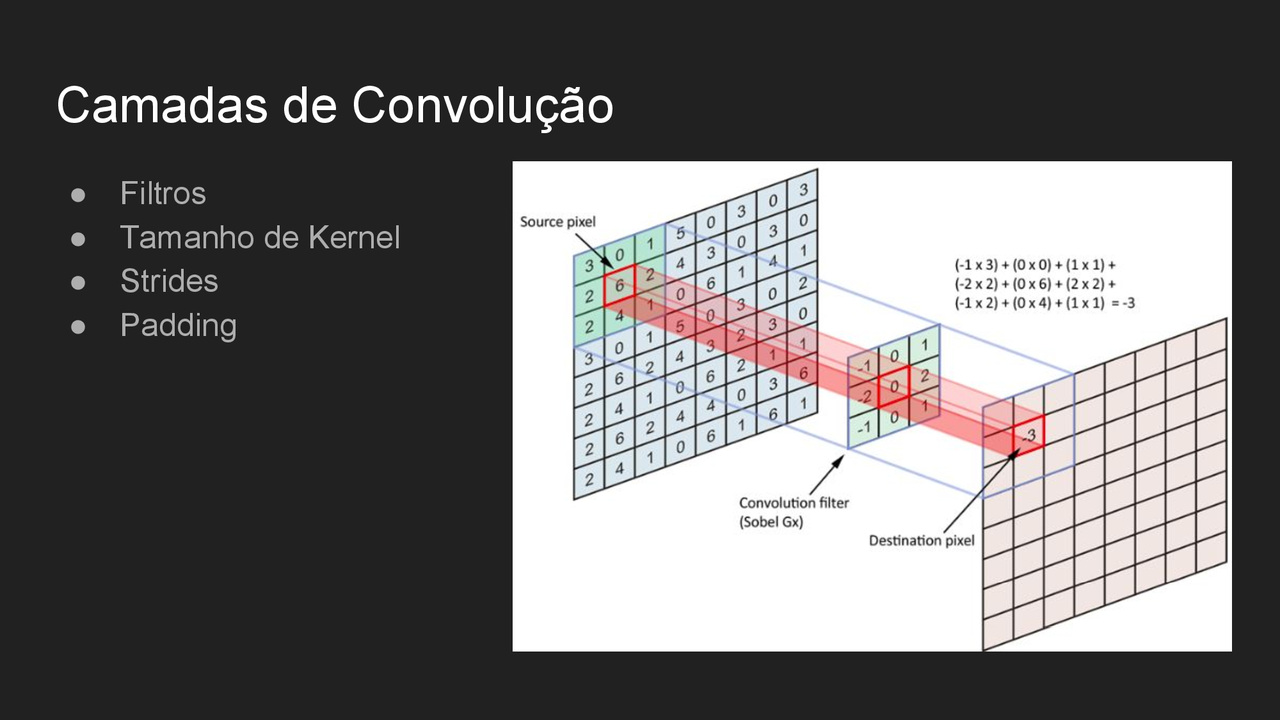 Camadas de Convolução
● Filtros
● Tamanho de Kernel
● Strides
● Padding
Source pixel
(-1 x 3) + (0 x 0) + (1 x 1) +
(-2 x 2) + (0 x 6) + (2 x 2) +
(-1 x 2) + (0 x 4) + (1 x 1) = -3
3 0 1 5 0 3 0 3
2 6 2 4 3 0 3 0
2 4 1 0 6 1 4 1
3 0 1 5 0 3 0 2
2 6 2 4 3 2 3 0
2 4 1 0 6 2 1 1
2 6 2 4 4 0 3 6
2 4 1 0 6 1 6 1
-1 0 1
-2 0 2
-1 0 1
-3
Convolution filter
(Sobel Gx)
Destination pixel